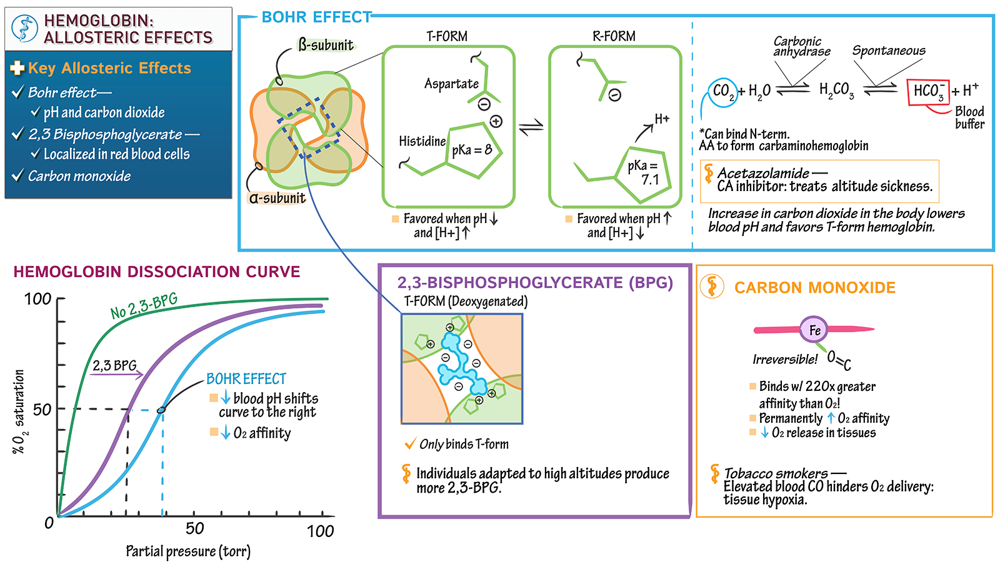 HEMOGLOBIN:
ALLOSTERIC EFFECTS
Key Allosteric Effects
Bohr effect—
pH and carbon dioxide
2,3 Bisphosphoglycerate —
Localized in red blood cells
Carbon monoxide
BOHR EFFECT
ß-subunit
α-subunit
T-FORM
Aspartate
−
+
Histidine
pKa = 8
Favored when pH ↓
and [H+] ↑
⇌
R-FORM
−
H+
pKa =
7.1
Favored when pH ↑
and [H+] ↓
Carbonic
anhydrase
Spontaneous
CO₂ + H₂O ⇌ H₂CO₃ ⇌ HCO₃⁻ + H⁺
Blood
buffer
*Can bind N-term.
AA to form carbaminohemoglobin
Acetazolamide —
CA inhibitor: treats altitude sickness.
Increase in carbon dioxide in the body lowers
blood pH and favors T-form hemoglobin.
HEMOGLOBIN DISSOCIATION CURVE
100
No 2,3-BPG
2,3 BPG
BOHR EFFECT
↓ blood pH shifts
curve to the right
↓ O₂ affinity
50
% O₂ saturation
0
50
100
Partial pressure (torr)
2,3-BISPHOSPHOGLYCERATE (BPG)
T-FORM (Deoxygenated)
+
+
−
−
−
−
+
+
Only binds T-form
Individuals adapted to high altitudes produce
more 2,3-BPG.
CARBON MONOXIDE
Fe
Irreversible!
O=C
Binds w/ 220x greater
affinity than O₂!
Permanently ↑ O₂ affinity
↓ O₂ release in tissues
Tobacco smokers —
Elevated blood CO hinders O₂ delivery:
tissue hypoxia.